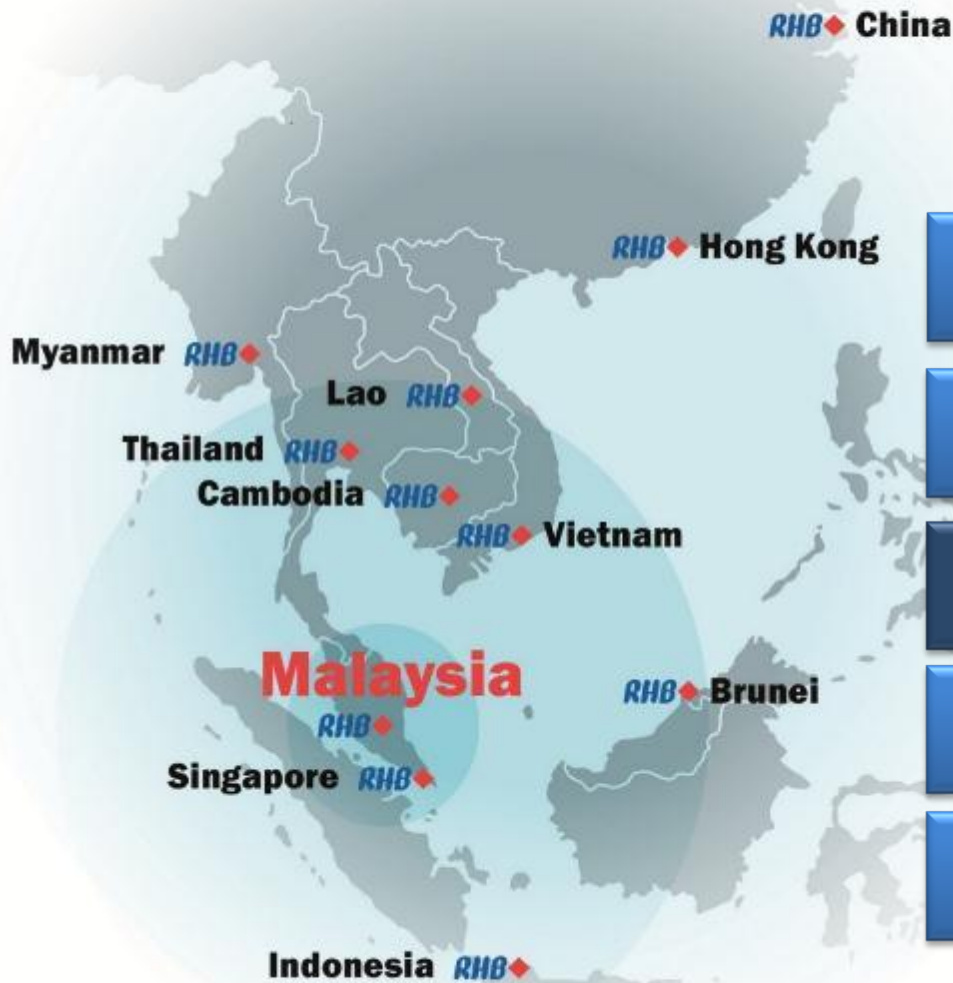 RHB China
RHB Hong Kong
Myanmar RHB
Lao RHB
Thailand RHB
Cambodia RHB
RHB Vietnam
Malaysia
RHB
RHB Brunei
Singapore RHB
Indonesia RHB